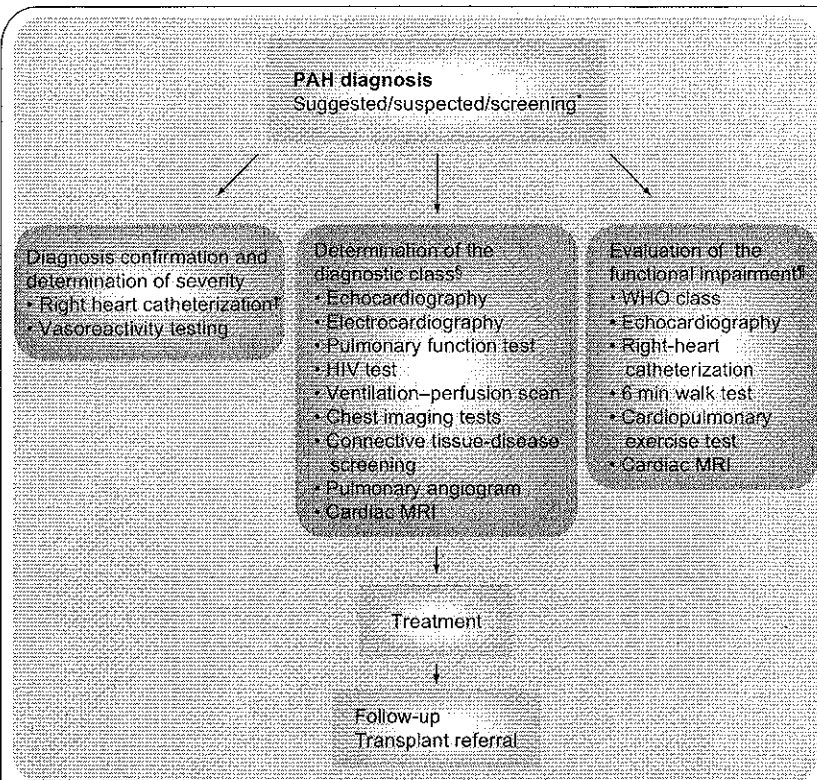 PAH diagnosis
Suggested/suspected/screening*
Diagnosis confirmation and
determination of severity
• Right heart catheterization‡
• Vasoreactivity testing
Determination of the
diagnostic class§
• Echocardiography
• Electrocardiography
• Pulmonary function test
• HIV test
• Ventilation–perfusion scan
• Chest imaging tests
• Connective tissue-disease
screening
• Pulmonary angiogram
• Cardiac MRI
Evaluation of the
functional impairment¶
• WHO class
• Echocardiography
• Right-heart
catheterization
• 6 min walk test
• Cardiopulmonary
exercise test
• Cardiac MRI
Treatment
Follow-up
Transplant referral